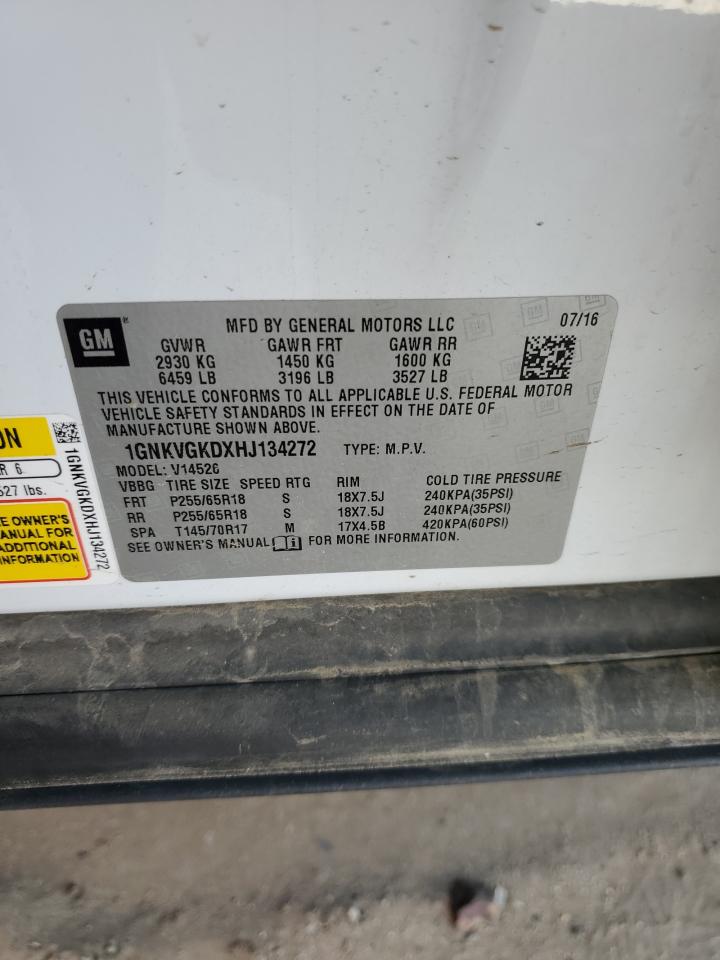 GM
MFD BY GENERAL MOTORS LLC 07/16
GVWR GAWR FRT GAWR RR
2930 KG 1450 KG 1600 KG
6459 LB 3196 LB 3527 LB
THIS VEHICLE CONFORMS TO ALL APPLICABLE U.S. FEDERAL MOTOR
VEHICLE SAFETY STANDARDS IN EFFECT ON THE DATE OF
MANUFACTURE SHOWN ABOVE.
1GNKVGKDXHJ134272 TYPE: M.P.V.
MODEL: V14526
VBBG TIRE SIZE SPEED RTG RIM COLD TIRE PRESSURE
FRT P255/65R18 S 18X7.5J 240KPA(35PSI)
RR P255/65R18 S 18X7.5J 240KPA(35PSI)
SPA T145/70R17 M 17X4.5B 420KPA(60PSI)
SEE OWNER'S MANUAL i FOR MORE INFORMATION.
ON
R 6
527 lbs.
E OWNER'S
NUAL FOR
ADDITIONAL
INFORMATION
1GNKVGKDXHJ134272